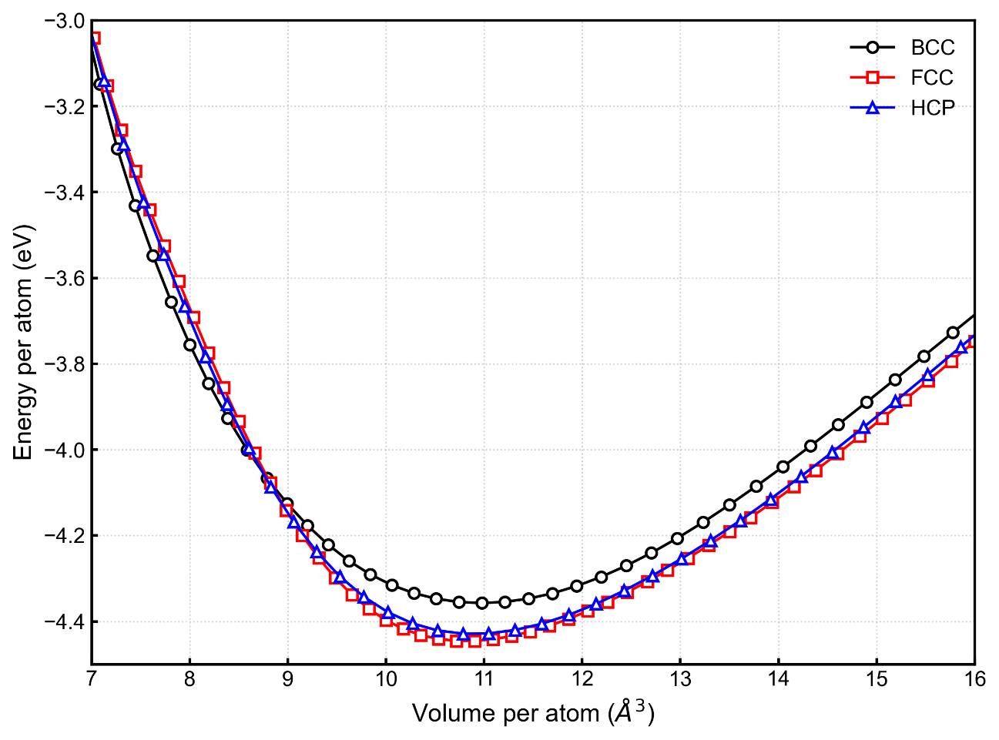 −3.0
−3.2
−3.4
−3.6
−3.8
−4.0
−4.2
−4.4
Energy per atom (eV)
7 8 9 10 11 12 13 14 15 16
Volume per atom (Å³)
BCC
FCC
HCP